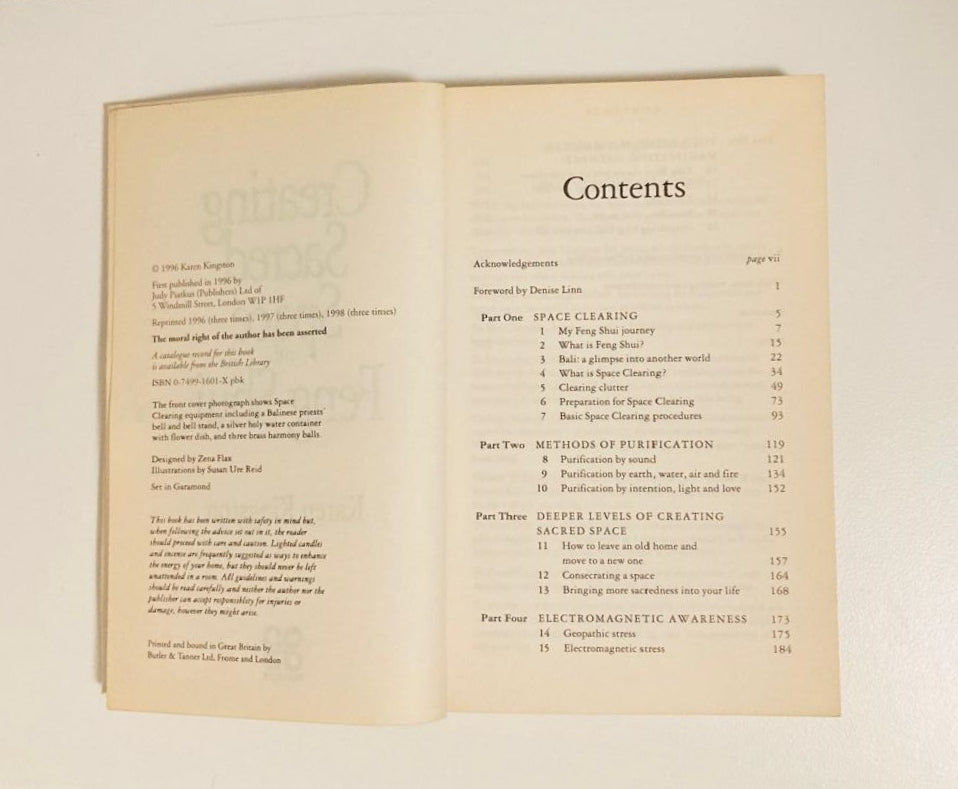 © 1996 Karen Kingston
First published in 1996 by
Judy Piatkus (Publishers) Ltd of
5 Windmill Street, London W1P 1HF
Reprinted 1996 (three times), 1997 (three times), 1998 (three times)
The moral right of the author has been asserted
A catalogue record for this book
is available from the British Library
ISBN 0-7499-1601-X pbk
The front cover photograph shows Space
Clearing equipment including a Balinese priests'
bell and bell stand, a silver holy water container
with flower dish, and three brass harmony balls.
Designed by Zena Flax
Illustrations by Susan Ure Reid
Set in Garamond
This book has been written with safety in mind but,
when following the advice set out in it, the reader
should proceed with care and caution. Lighted candles
and incense are frequently suggested as ways to enhance
the energy of your home, but they should never be left
unattended in a room. All guidelines and warnings
should be read carefully and neither the author nor the
publisher can accept responsibility for injuries or
damage, however they might arise.
Printed and bound in Great Britain by
Butler & Tanner Ltd, Frome and London
Contents
Acknowledgements page vii
Foreword by Denise Linn 1
Part One SPACE CLEARING 5
1 My Feng Shui journey 7
2 What is Feng Shui? 15
3 Bali: a glimpse into another world 22
4 What is Space Clearing? 34
5 Clearing clutter 49
6 Preparation for Space Clearing 73
7 Basic Space Clearing procedures 93
Part Two METHODS OF PURIFICATION 119
8 Purification by sound 121
9 Purification by earth, water, air and fire 134
10 Purification by intention, light and love 152
Part Three DEEPER LEVELS OF CREATING
SACRED SPACE 155
11 How to leave an old home and
move to a new one 157
12 Consecrating a space 164
13 Bringing more sacredness into your life 168
Part Four ELECTROMAGNETIC AWARENESS 173
14 Geopathic stress 175
15 Electromagnetic stress 184